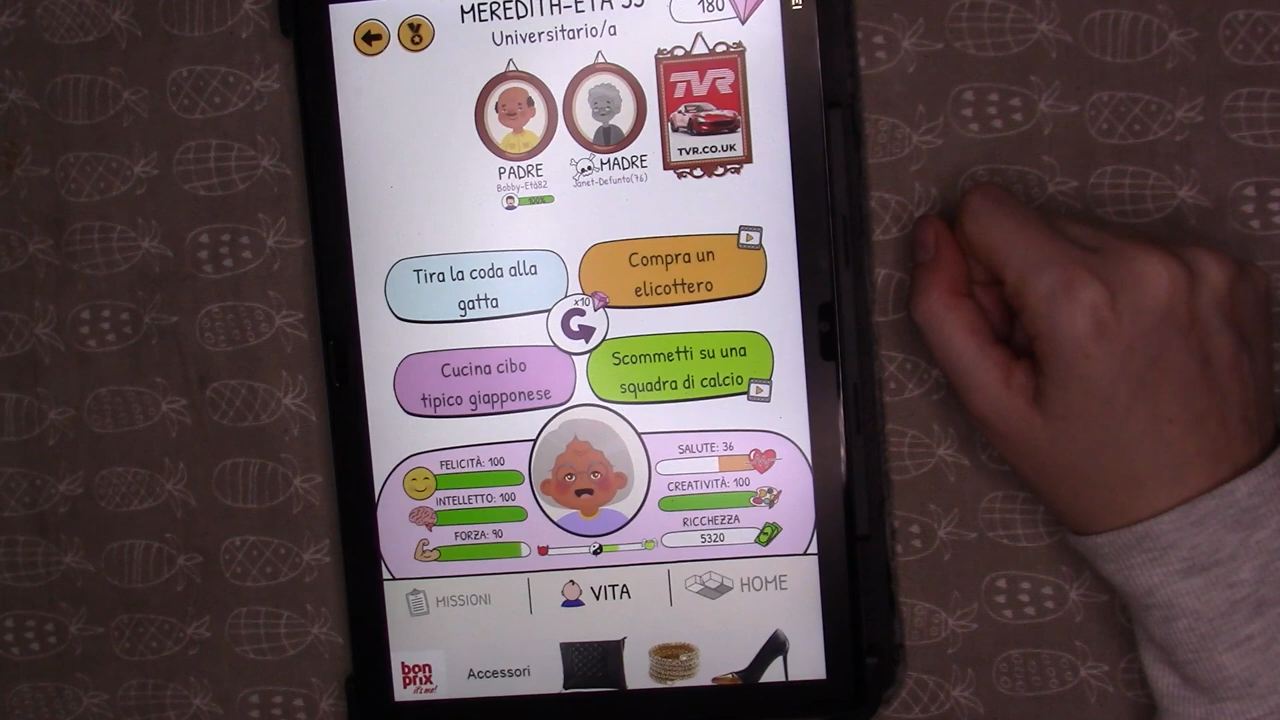 MEREDITH-ETÀ 55
180
Universitario/a
TVR
TVR.CO.UK
PADRE
Bobby-Età82
100%
MADRE
Janet-Defunto(76)
Tira la coda alla
gatta
Compra un
elicottero
x10
Cucina cibo
tipico giapponese
Scommetti su una
squadra di calcio
FELICITÀ: 100
INTELLETTO: 100
FORZA: 90
SALUTE: 36
CREATIVITÀ: 100
RICCHEZZA
5320
MISSIONI
VITA
HOME
bon
prix
it's me!
Accessori